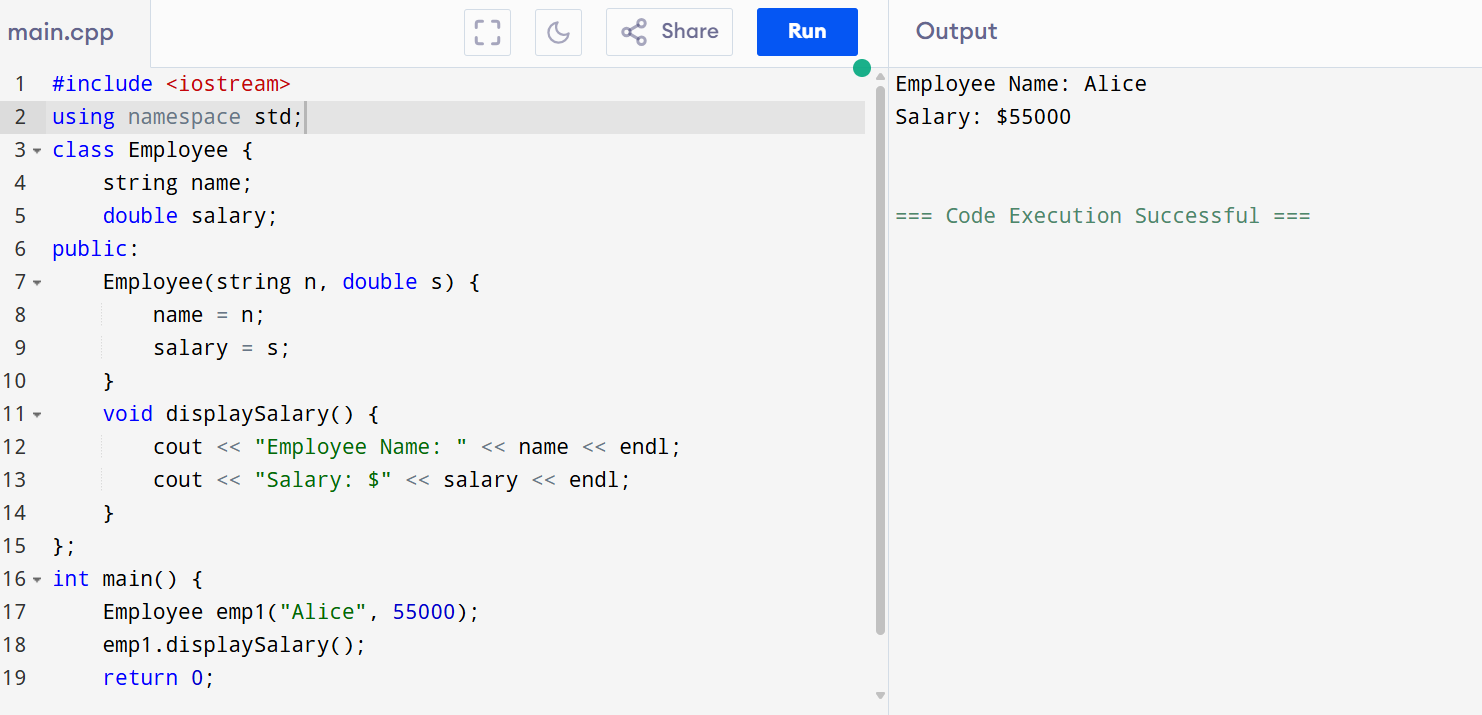 main.cpp
Share
Run
Output
1 #include <iostream>
2 using namespace std;
3 class Employee {
4     string name;
5     double salary;
6 public:
7     Employee(string n, double s) {
8         name = n;
9         salary = s;
10     }
11     void displaySalary() {
12         cout << "Employee Name: " << name << endl;
13         cout << "Salary: $" << salary << endl;
14     }
15 };
16 int main() {
17     Employee emp1("Alice", 55000);
18     emp1.displaySalary();
19     return 0;
Employee Name: Alice
Salary: $55000
=== Code Execution Successful ===